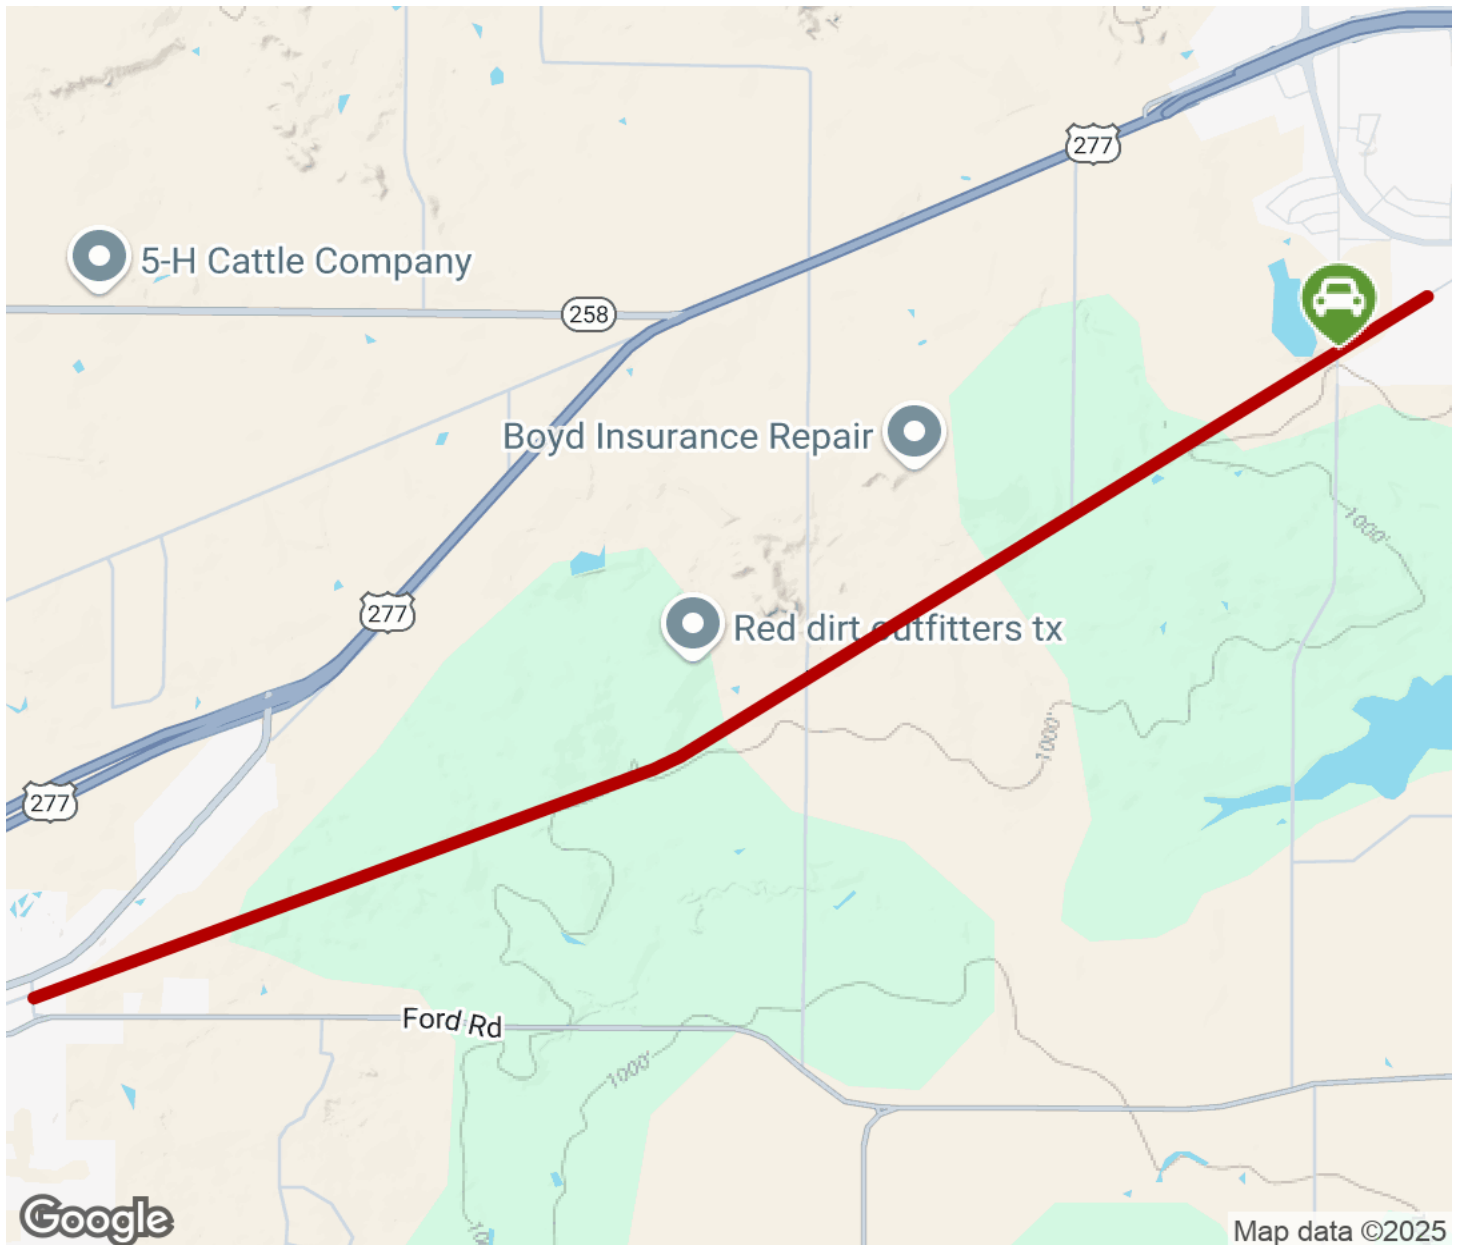 277
5-H Cattle Company
258
Boyd Insurance Repair
1000'
277
Red dirt outfitters tx
1000'
277
Ford Rd
1000'
Google
Map data ©2025